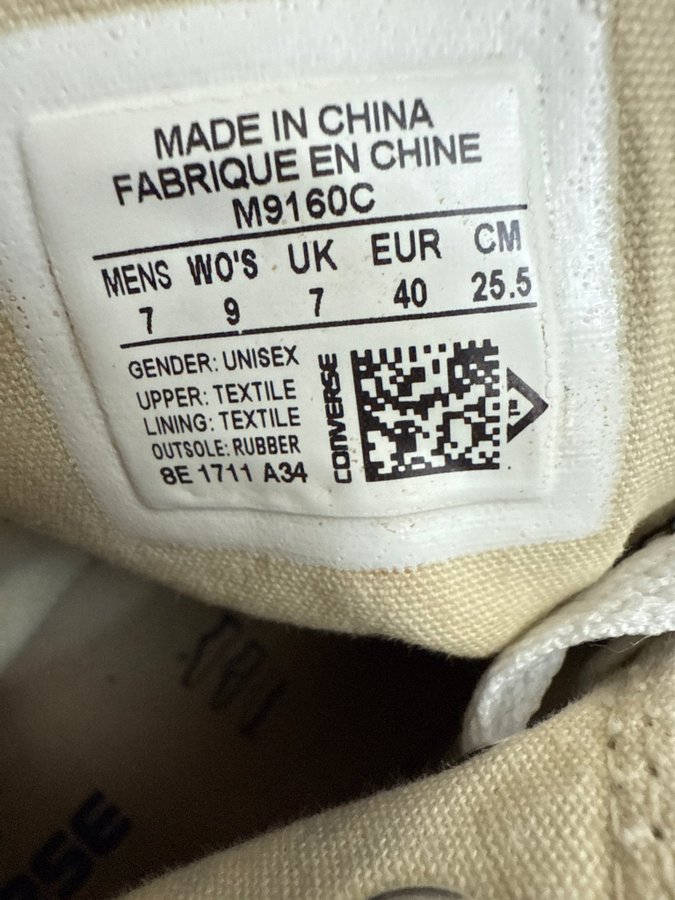 MADE IN CHINA
FABRIQUE EN CHINE
M9160C
MENS WO'S UK EUR CM
7 9 7 40 25.5
GENDER: UNISEX
UPPER: TEXTILE
LINING: TEXTILE
OUTSOLE: RUBBER
8E 1711 A34
CONVERSE
RSE